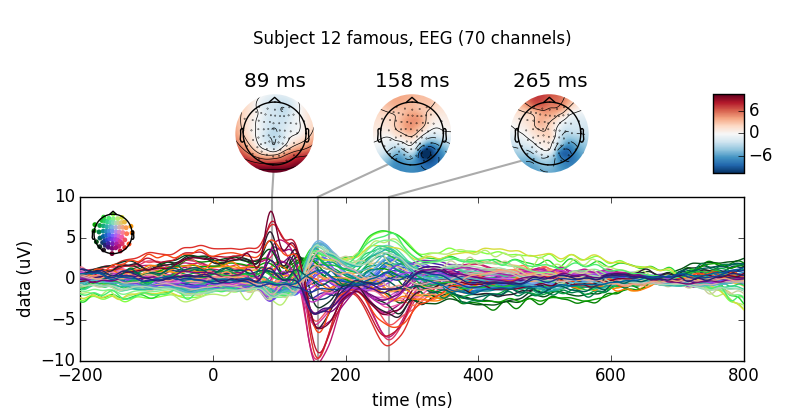 Subject 12 famous, EEG (70 channels)
89 ms 158 ms 265 ms
6
0
−6
10
5
0
−5
−10
data (uV)
−200 0 200 400 600 800
time (ms)